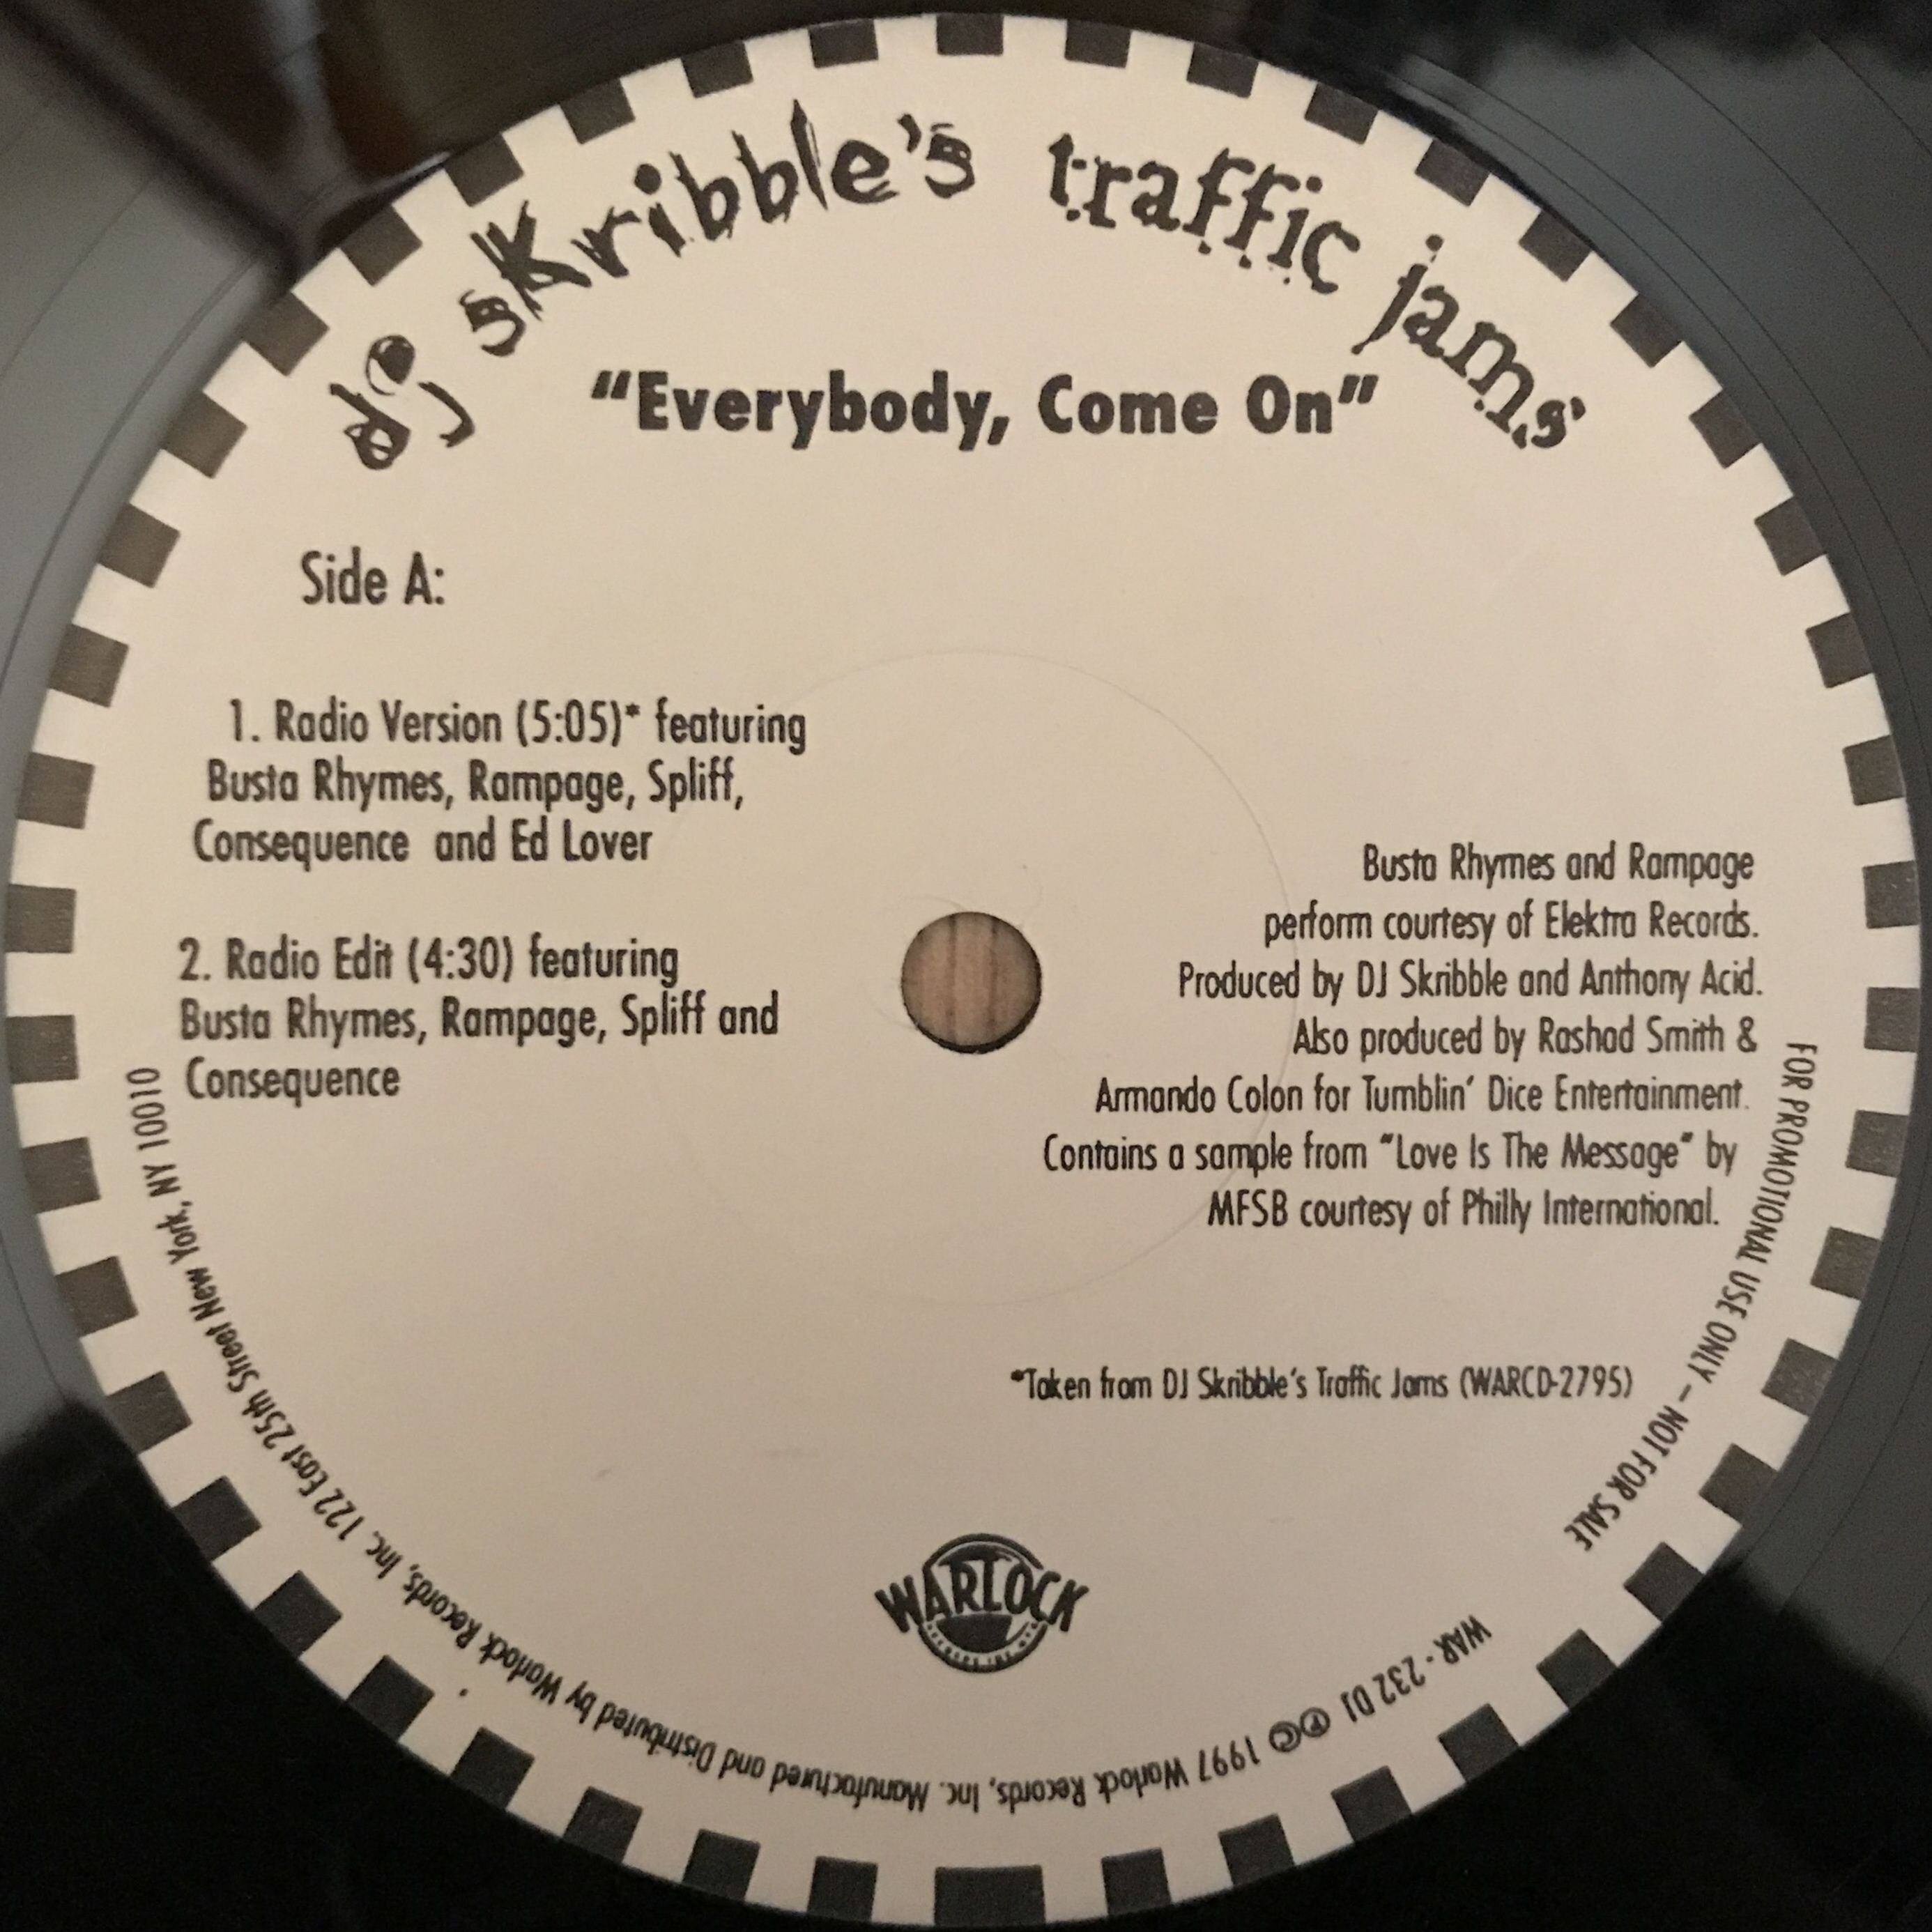 dj sKribble's traffic jams
"Everybody, Come On"
Side A:
1. Radio Version (5:05)* featuring
Busta Rhymes, Rampage, Spliff,
Consequence and Ed Lover
2. Radio Edit (4:30) featuring
Busta Rhymes, Rampage, Spliff and
Consequence
Busta Rhymes and Rampage
perform courtesy of Elektra Records.
Produced by DJ Skribble and Anthony Acid.
Also produced by Rashad Smith &
Armando Colon for Tumblin' Dice Entertainment.
Contains a sample from "Love Is The Message" by
MFSB courtesy of Philly International.
*Taken from DJ Skribble's Traffic Jams (WARCD-2795)
WARLOCK
RECORDS INC.
FOR PROMOTIONAL USE ONLY – NOT FOR SALE
WAR - 232 DJ ℗© 1997 Warlock Records, Inc. Manufactured and Distributed by Warlock Records, Inc. 122 East 25th Street New York, NY 10010